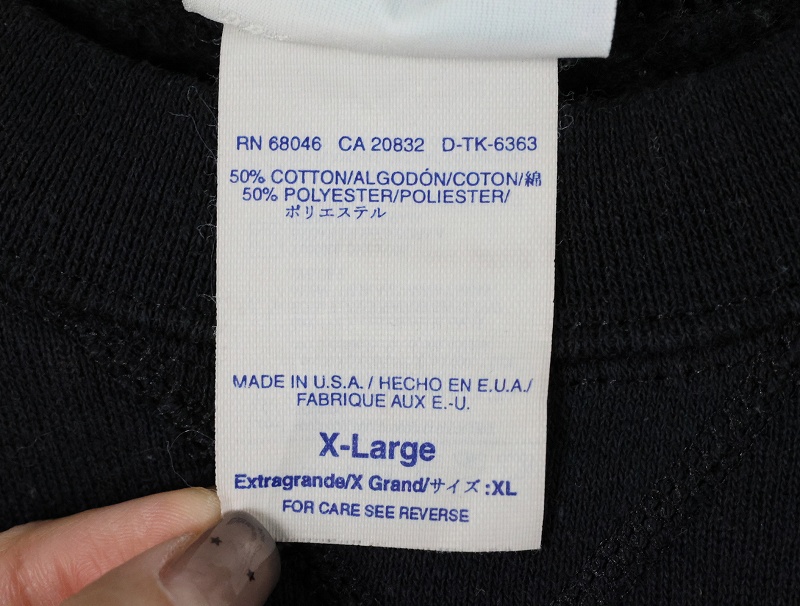 RN 68046 CA 20832 D-TK-6363
50% COTTON/ALGODÓN/COTON/綿
50% POLYESTER/POLIESTER/
ポリエステル
MADE IN U.S.A./ HECHO EN E.U.A./
FABRIQUE AUX E.-U.
X-Large
Extragrande/X Grand/サイズ:XL
FOR CARE SEE REVERSE